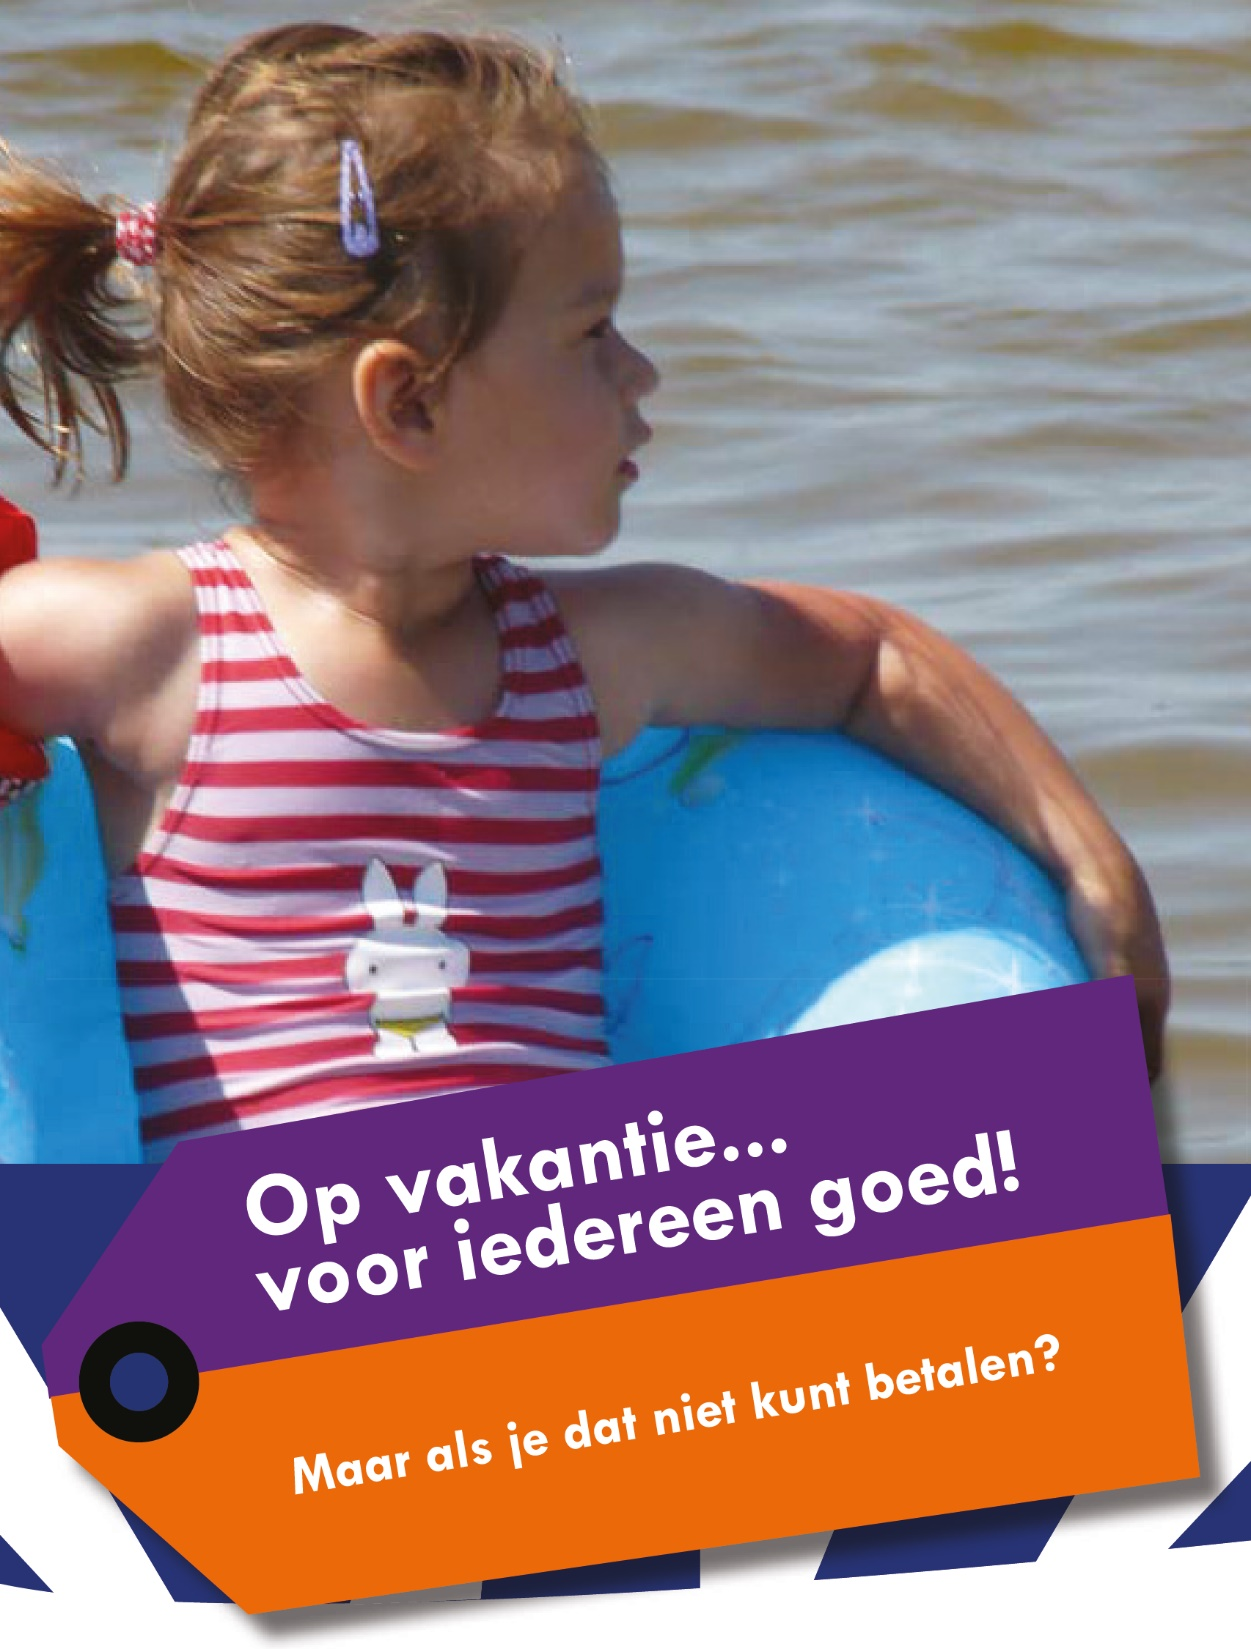 Op vakantie...
voor iedereen goed!
Maar als je dat niet kunt betalen?